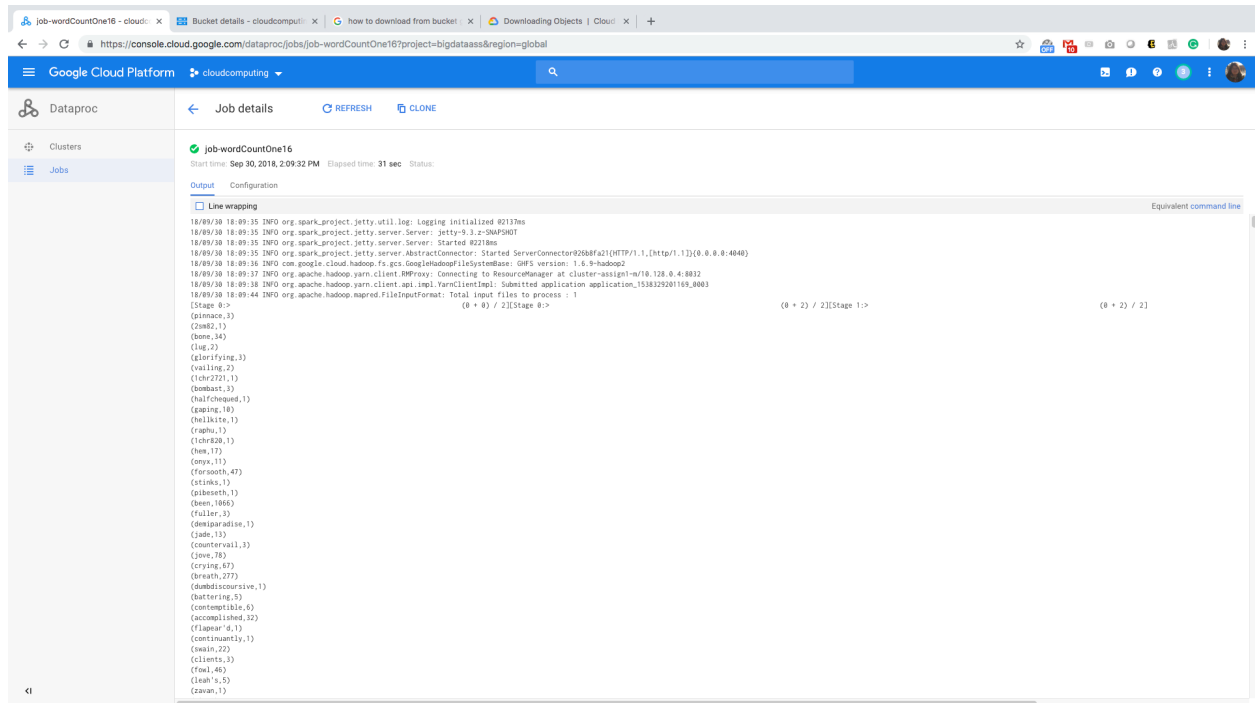 job-wordCountOne16 - cloudco
Bucket details - cloudcomputin
how to download from bucket
Downloading Objects | Cloud
https://console.cloud.google.com/dataproc/jobs/job-wordCountOne16?project=bigdataass&region=global
OFF
10
Google Cloud Platform
cloudcomputing
3
Dataproc
Job details
REFRESH
CLONE
Clusters
Jobs
job-wordCountOne16
Start time: Sep 30, 2018, 2:09:32 PM Elapsed time: 31 sec Status:
Output Configuration
Line wrapping
Equivalent command line
18/09/30 18:09:35 INFO org.spark_project.jetty.util.log: Logging initialized @2137ms
18/09/30 18:09:35 INFO org.spark_project.jetty.server.Server: jetty-9.3.z-SNAPSHOT
18/09/30 18:09:35 INFO org.spark_project.jetty.server.Server: Started @2218ms
18/09/30 18:09:35 INFO org.spark_project.jetty.server.AbstractConnector: Started ServerConnector@26b8fa21{HTTP/1.1,[http/1.1]}{0.0.0.0:4040}
18/09/30 18:09:36 INFO com.google.cloud.hadoop.fs.gcs.GoogleHadoopFileSystemBase: GHFS version: 1.6.9-hadoop2
18/09/30 18:09:37 INFO org.apache.hadoop.yarn.client.RMProxy: Connecting to ResourceManager at cluster-assign1-m/10.128.0.4:8032
18/09/30 18:09:38 INFO org.apache.hadoop.yarn.client.api.impl.YarnClientImpl: Submitted application application_1538329201169_0003
18/09/30 18:09:44 INFO org.apache.hadoop.mapred.FileInputFormat: Total input files to process : 1
[Stage 0:> (0 + 0) / 2][Stage 0:> (0 + 2) / 2][Stage 1:> (0 + 2) / 2]
(pinnace,3)
(2sm82,1)
(bone,34)
(lug,2)
(glorifying,3)
(vailing,2)
(1chr2721,1)
(bombast,3)
(halfchequed,1)
(gaping,10)
(hellkite,1)
(raphu,1)
(1chr820,1)
(hem,17)
(onyx,11)
(forsooth,47)
(stinks,1)
(pibeseth,1)
(been,1066)
(fuller,3)
(demiparadise,1)
(jade,13)
(countervail,3)
(jove,78)
(crying,67)
(breath,277)
(dumbdiscoursive,1)
(battering,5)
(contemptible,6)
(accomplished,32)
(flapear'd,1)
(continuantly,1)
(swain,22)
(clients,3)
(fowl,46)
(leah's,5)
(zavan,1)